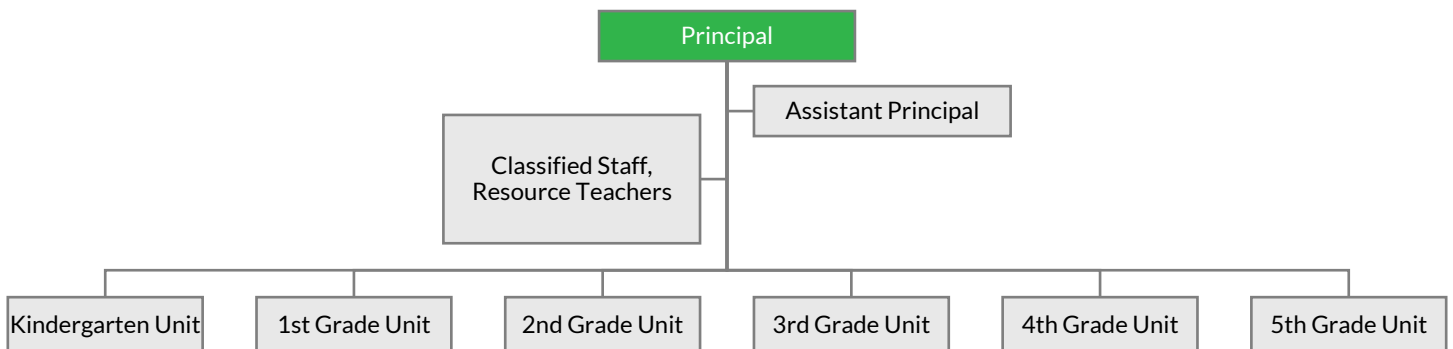 Principal
Assistant Principal
Classified Staff,
Resource Teachers
Kindergarten Unit
1st Grade Unit
2nd Grade Unit
3rd Grade Unit
4th Grade Unit
5th Grade Unit